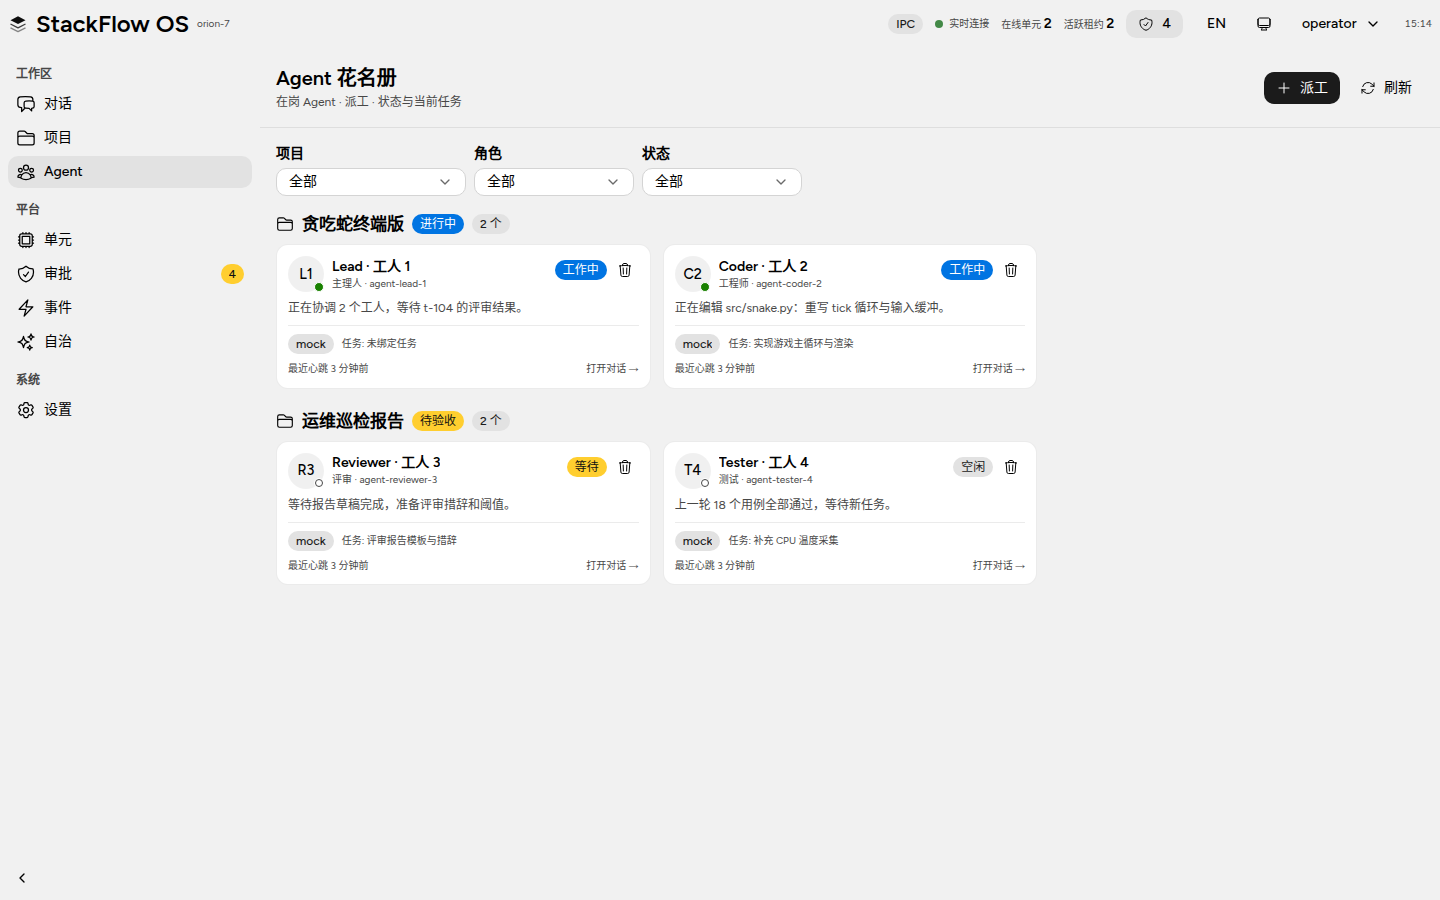 StackFlow OS orion-7
IPC 实时连接 在线单元 2 活跃租约 2 4 EN operator 15:14
工作区
对话
项目
Agent
平台
单元
审批 4
事件
自治
系统
设置
Agent 花名册
在岗 Agent · 派工 · 状态与当前任务
派工 刷新
项目 角色 状态
全部 全部 全部
贪吃蛇终端版 进行中 2 个
L1 Lead · 工人 1 工作中
主理人 · agent-lead-1
正在协调 2 个工人，等待 t-104 的评审结果。
mock 任务: 未绑定任务
最近心跳 3 分钟前 打开对话 →
C2 Coder · 工人 2 工作中
工程师 · agent-coder-2
正在编辑 src/snake.py：重写 tick 循环与输入缓冲。
mock 任务: 实现游戏主循环与渲染
最近心跳 3 分钟前 打开对话 →
运维巡检报告 待验收 2 个
R3 Reviewer · 工人 3 等待
评审 · agent-reviewer-3
等待报告草稿完成，准备评审措辞和阈值。
mock 任务: 评审报告模板与措辞
最近心跳 3 分钟前 打开对话 →
T4 Tester · 工人 4 空闲
测试 · agent-tester-4
上一轮 18 个用例全部通过，等待新任务。
mock 任务: 补充 CPU 温度采集
最近心跳 3 分钟前 打开对话 →